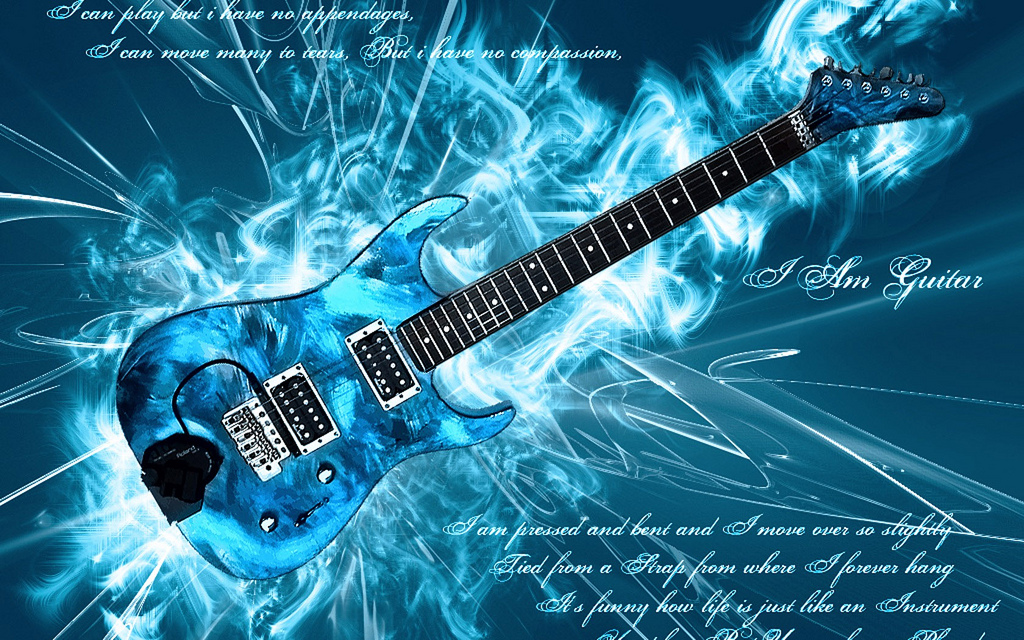 I can play but i have no appendages,
I can move many to tears, But i have no compassion,
I Am Guitar
Roland
I am pressed and bent and I move over so slightly
Tied from a Strap from where I forever hang
It's funny how life is just like an Instrument